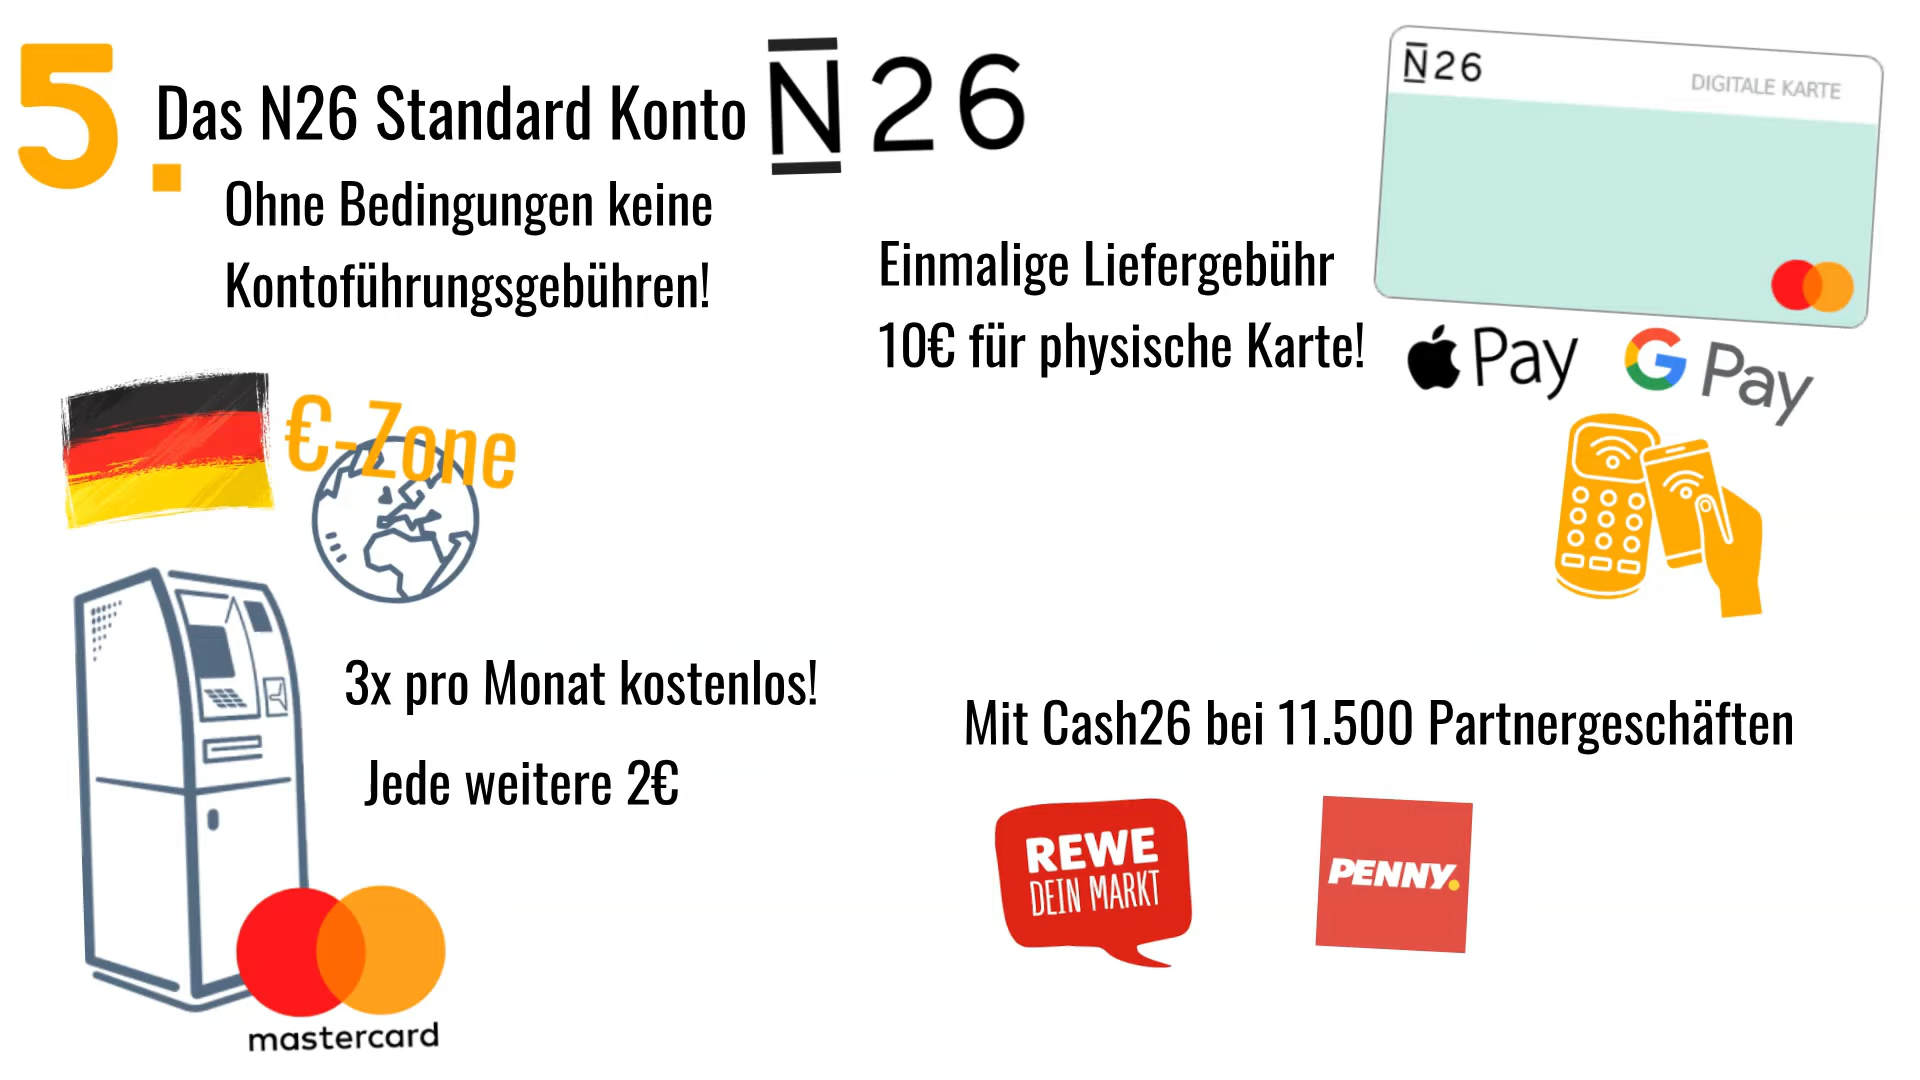 5.
Das N26 Standard Konto
N26
Ohne Bedingungen keine
Kontoführungsgebühren!
N26
DIGITALE KARTE
Einmalige Liefergebühr
10€ für physische Karte!
Pay
G Pay
€-Zone
3x pro Monat kostenlos!
Jede weitere 2€
Mit Cash26 bei 11.500 Partnergeschäften
REWE
DEIN MARKT
PENNY.
mastercard